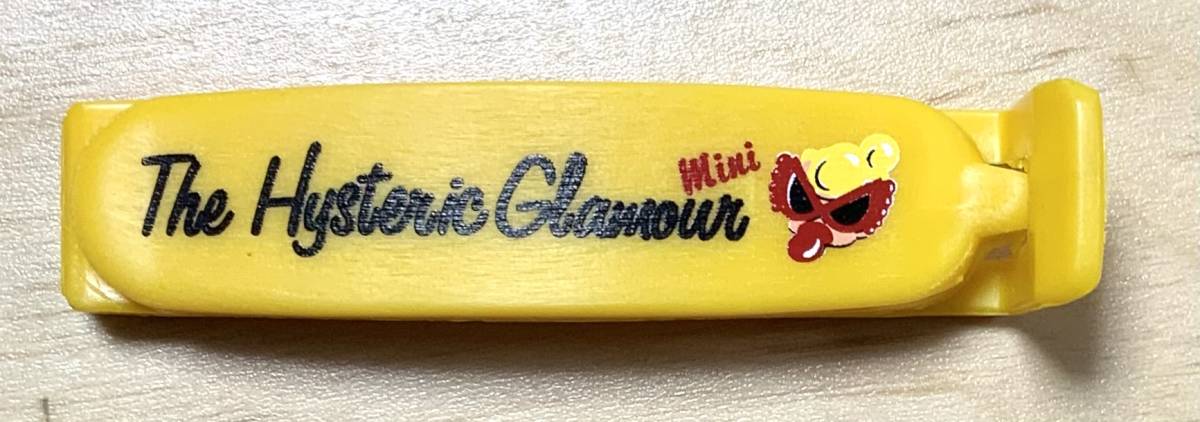 The Hysteric Glamour
Mini